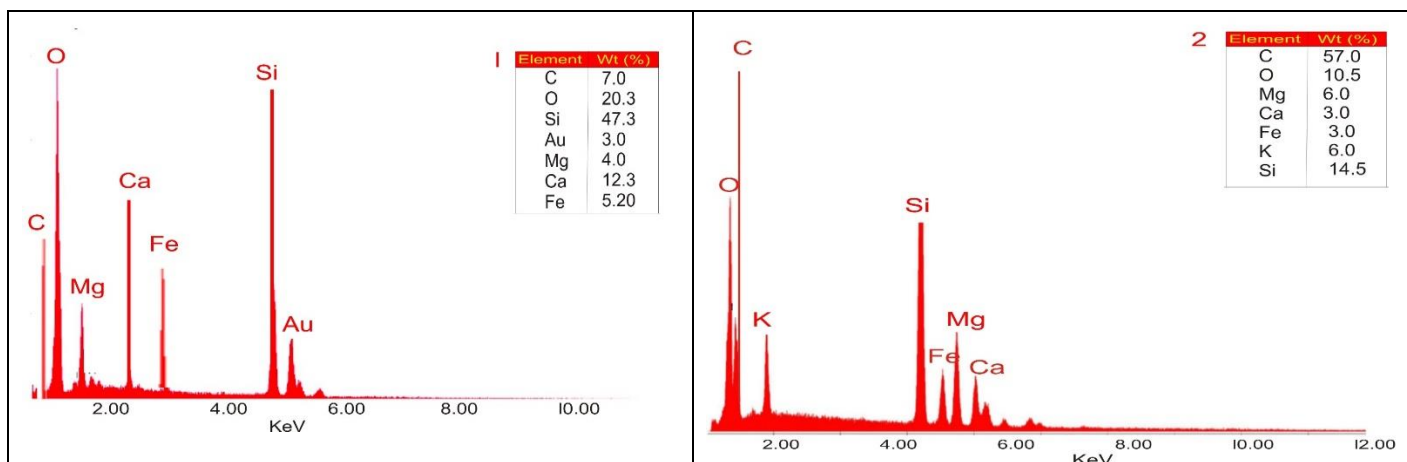 O
Si
Ca
C
Fe
Mg
Au
1
Element Wt (%)
C 7.0
O 20.3
Si 47.3
Au 3.0
Mg 4.0
Ca 12.3
Fe 5.20
2.00 4.00 6.00 8.00 10.00
KeV
C
O
Si
K
Fe
Mg
Ca
2
Element Wt (%)
C 57.0
O 10.5
Mg 6.0
Ca 3.0
Fe 3.0
K 6.0
Si 14.5
2.00 4.00 6.00 8.00 10.00 12.00
KeV